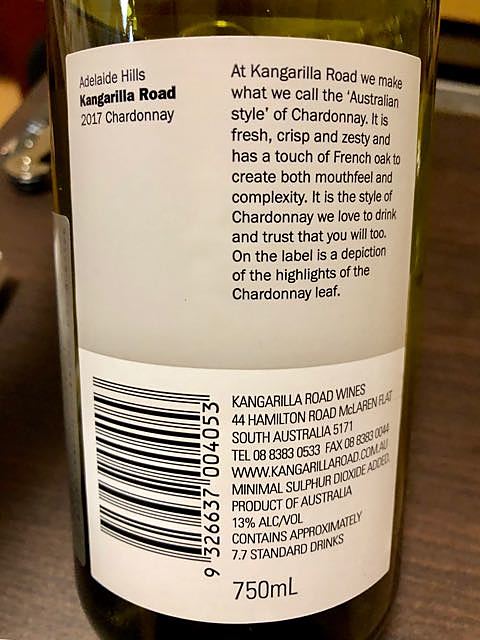 Adelaide Hills
Kangarilla Road
2017 Chardonnay
At Kangarilla Road we make
what we call the ‘Australian
style’ of Chardonnay. It is
fresh, crisp and zesty and
has a touch of French oak to
create both mouthfeel and
complexity. It is the style of
Chardonnay we love to drink
and trust that you will too.
On the label is a depiction
of the highlights of the
Chardonnay leaf.
9 326637 004053
KANGARILLA ROAD WINES
44 HAMILTON ROAD McLAREN FLAT
SOUTH AUSTRALIA 5171
TEL 08 8383 0533 FAX 08 8383 0044
WWW.KANGARILLAROAD.COM.AU
MINIMAL SULPHUR DIOXIDE ADDED.
PRODUCT OF AUSTRALIA
13% ALC/VOL
CONTAINS APPROXIMATELY
7.7 STANDARD DRINKS
750mL